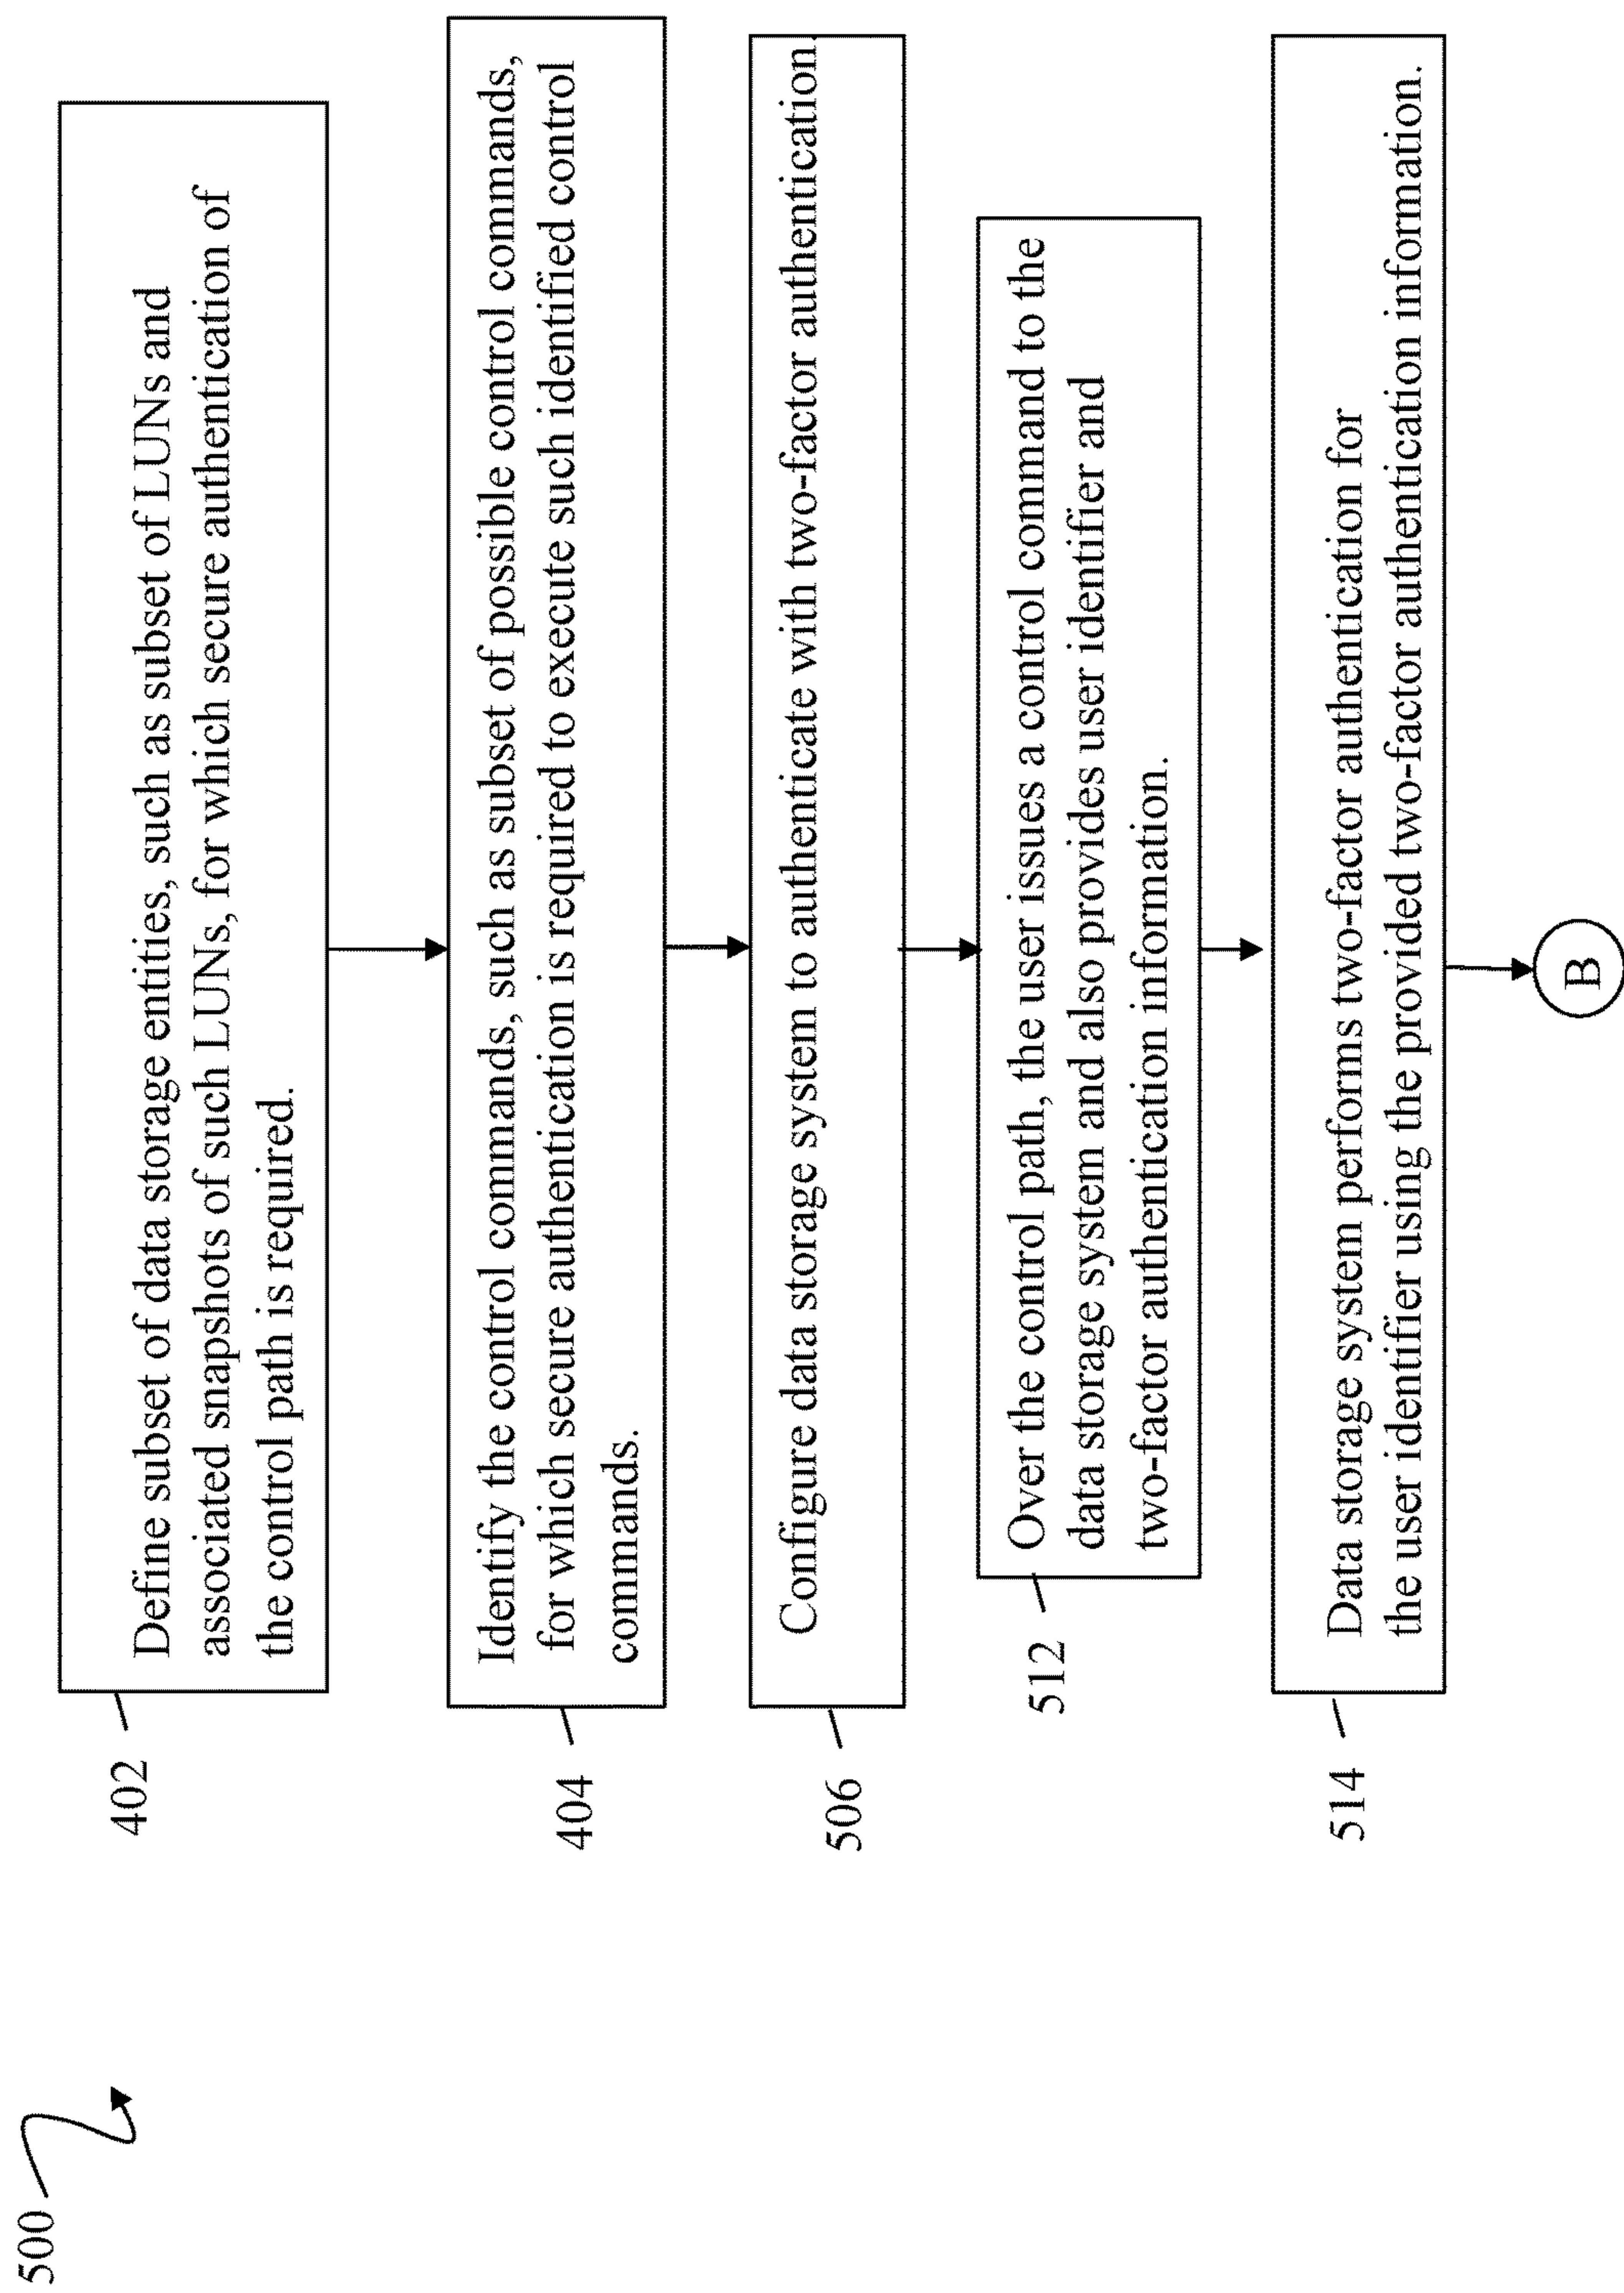 500
402
Define subset of data storage entities, such as subset of LUNs and
associated snapshots of such LUNs, for which secure authentication of
the control path is required.
404
Identify the control commands, such as subset of possible control commands,
for which secure authentication is required to execute such identified control
commands.
506
Configure data storage system to authenticate with two-factor authentication.
512
Over the control path, the user issues a control command to the
data storage system and also provides user identifier and
two-factor authentication information.
514
Data storage system performs two-factor authentication for
the user identifier using the provided two-factor authentication information.
B